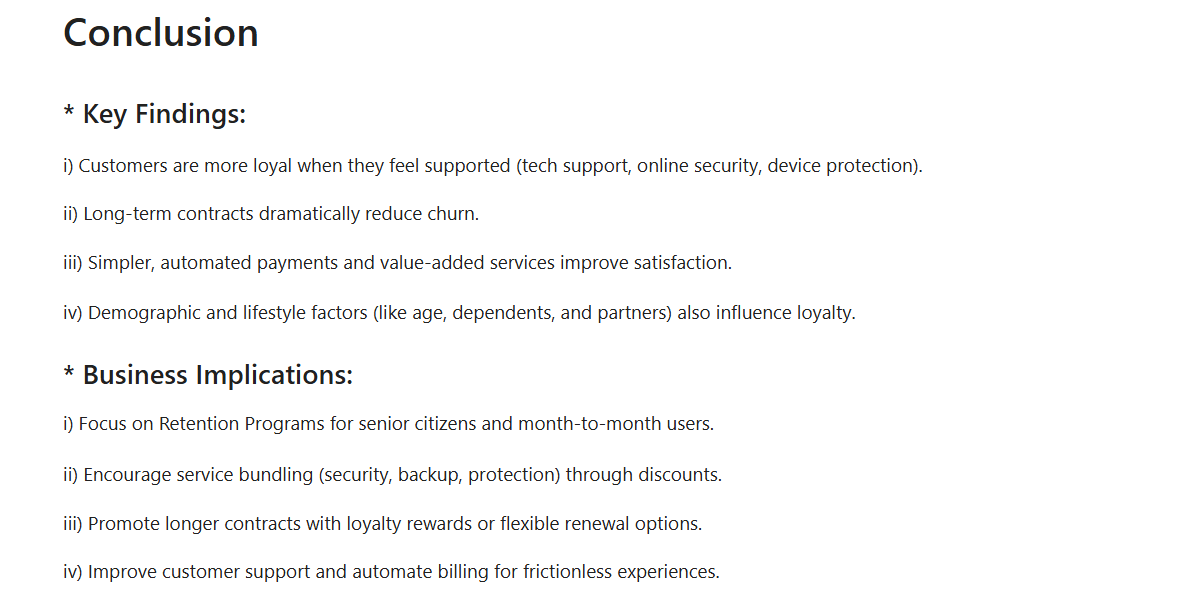 Conclusion
* Key Findings:
i) Customers are more loyal when they feel supported (tech support, online security, device protection).
ii) Long-term contracts dramatically reduce churn.
iii) Simpler, automated payments and value-added services improve satisfaction.
iv) Demographic and lifestyle factors (like age, dependents, and partners) also influence loyalty.
* Business Implications:
i) Focus on Retention Programs for senior citizens and month-to-month users.
ii) Encourage service bundling (security, backup, protection) through discounts.
iii) Promote longer contracts with loyalty rewards or flexible renewal options.
iv) Improve customer support and automate billing for frictionless experiences.